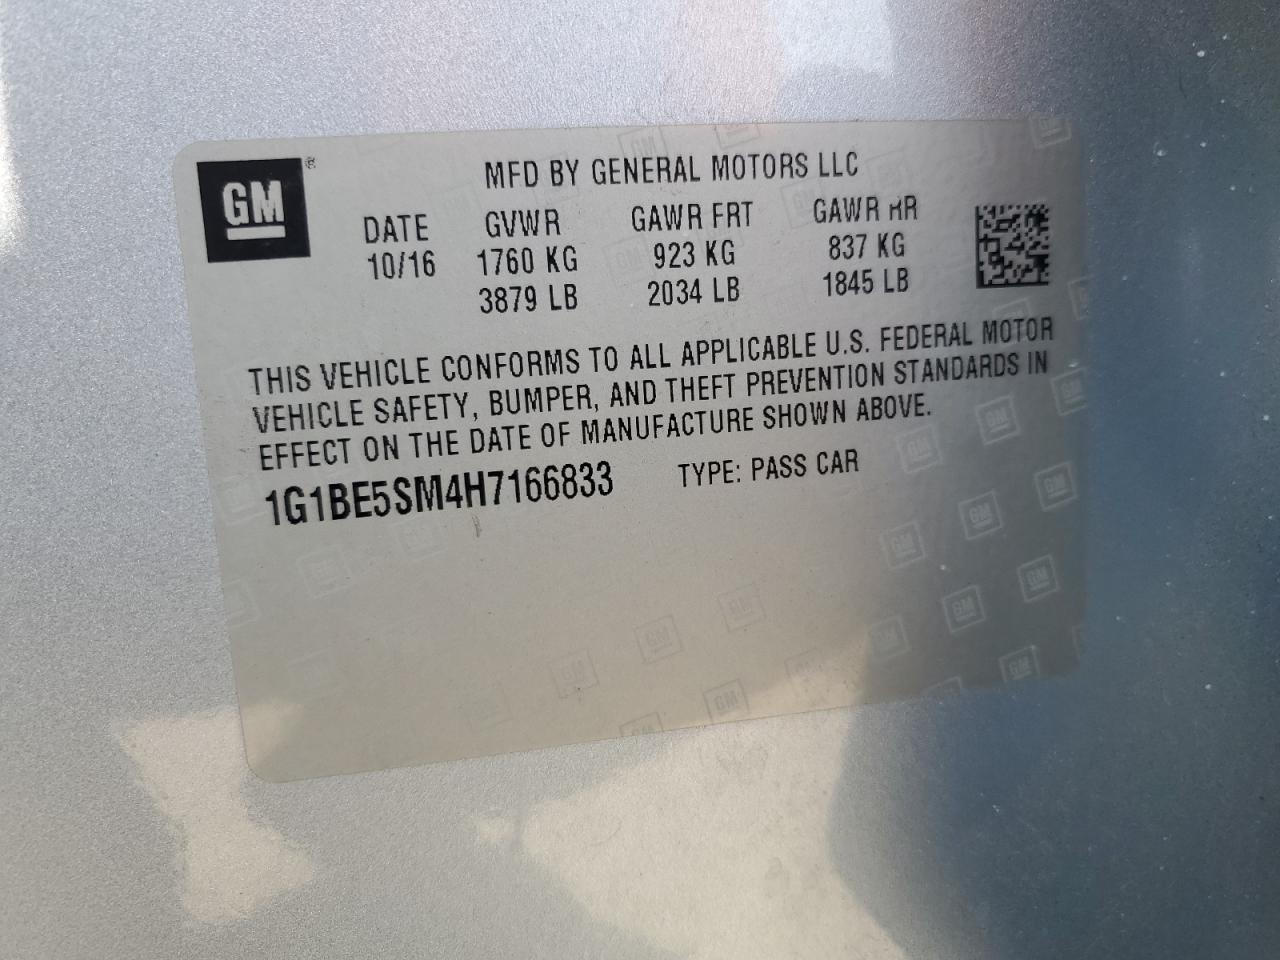 GM®
MFD BY GENERAL MOTORS LLC
DATE GVWR GAWR FRT GAWR RR
10/16 1760 KG 923 KG 837 KG
3879 LB 2034 LB 1845 LB
THIS VEHICLE CONFORMS TO ALL APPLICABLE U.S. FEDERAL MOTOR
VEHICLE SAFETY, BUMPER, AND THEFT PREVENTION STANDARDS IN
EFFECT ON THE DATE OF MANUFACTURE SHOWN ABOVE.
1G1BE5SM4H7166833 TYPE: PASS CAR